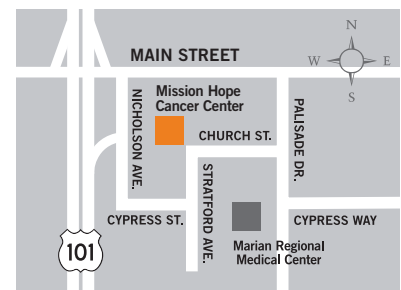 N
MAIN STREET
W E
S
Mission Hope
Cancer Center
NICHOLSON AVE.
PALISADE DR.
CHURCH ST.
STRATFORD AVE.
CYPRESS ST.
CYPRESS WAY
101
Marian Regional
Medical Center